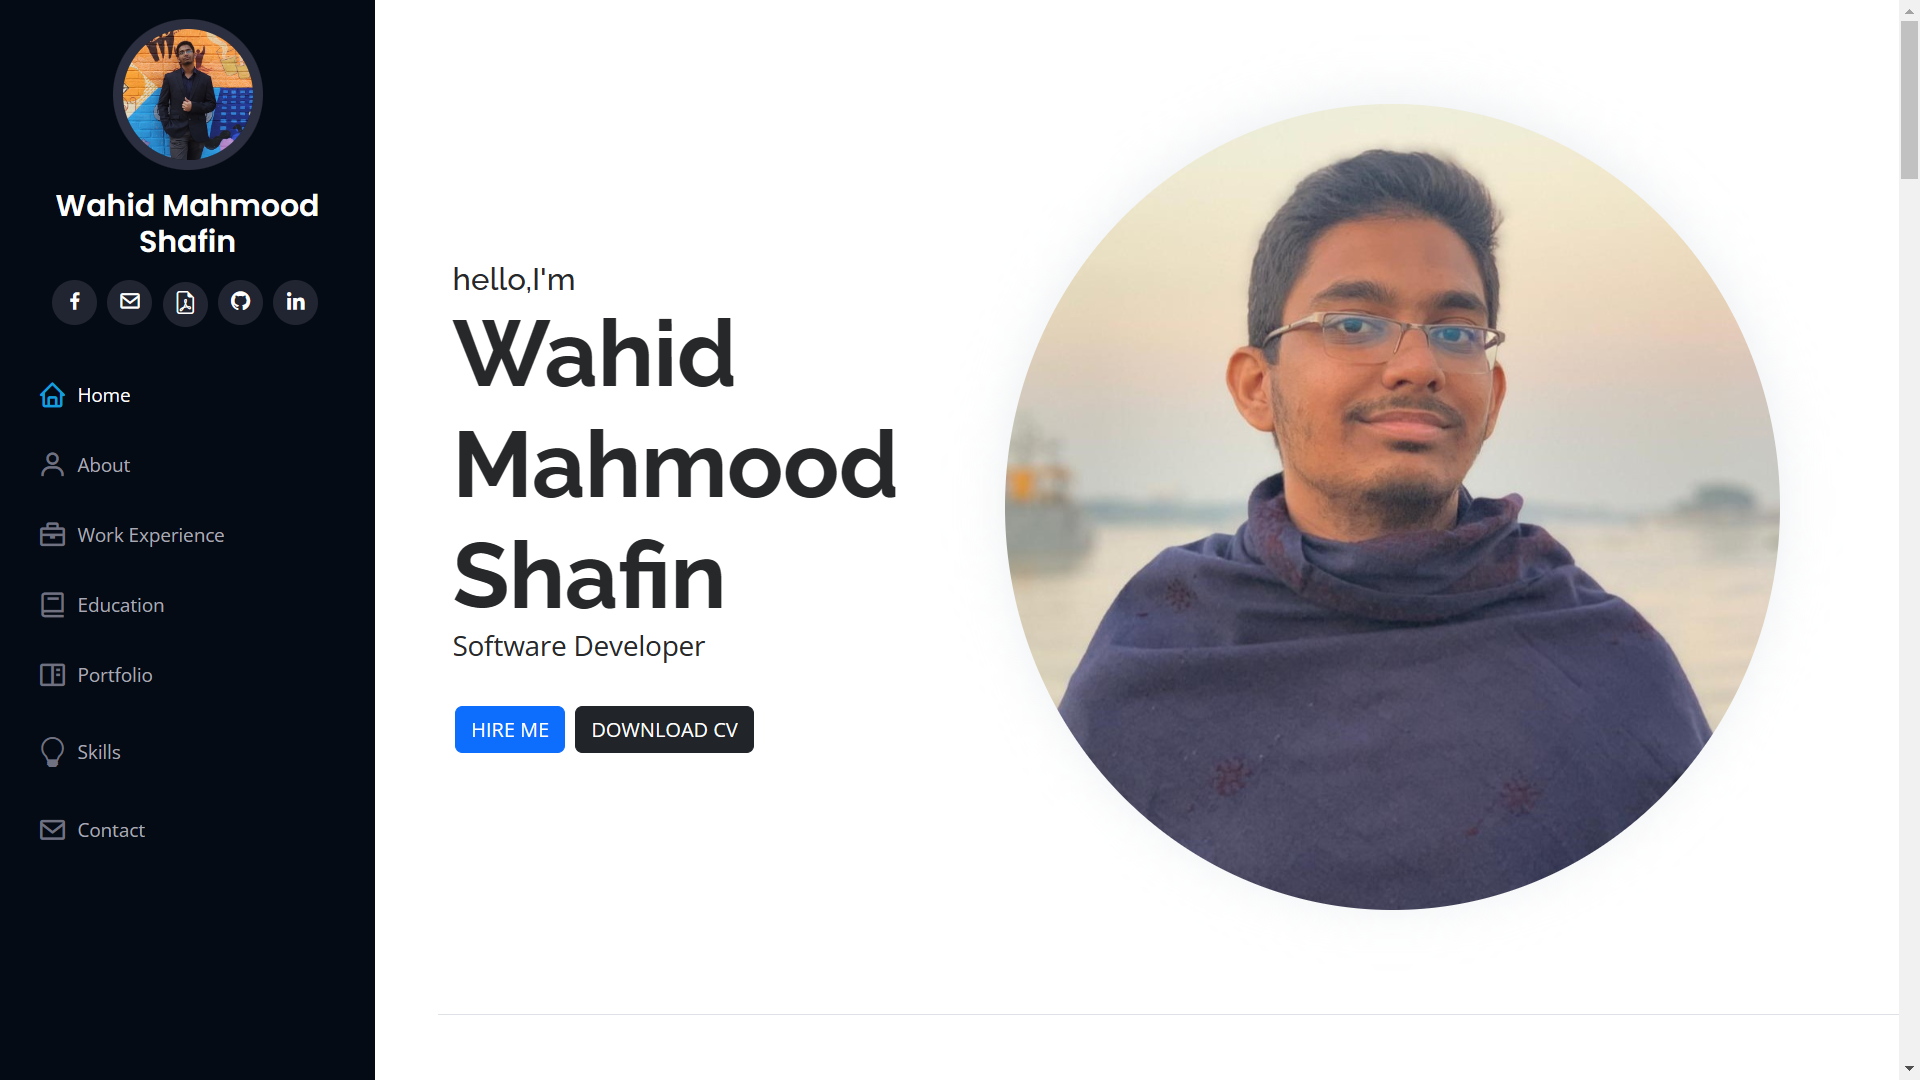 Wahid Mahmood
Shafin
Home
About
Work Experience
Education
Portfolio
Skills
Contact
hello,I'm
Wahid
Mahmood
Shafin
Software Developer
HIRE ME
DOWNLOAD CV